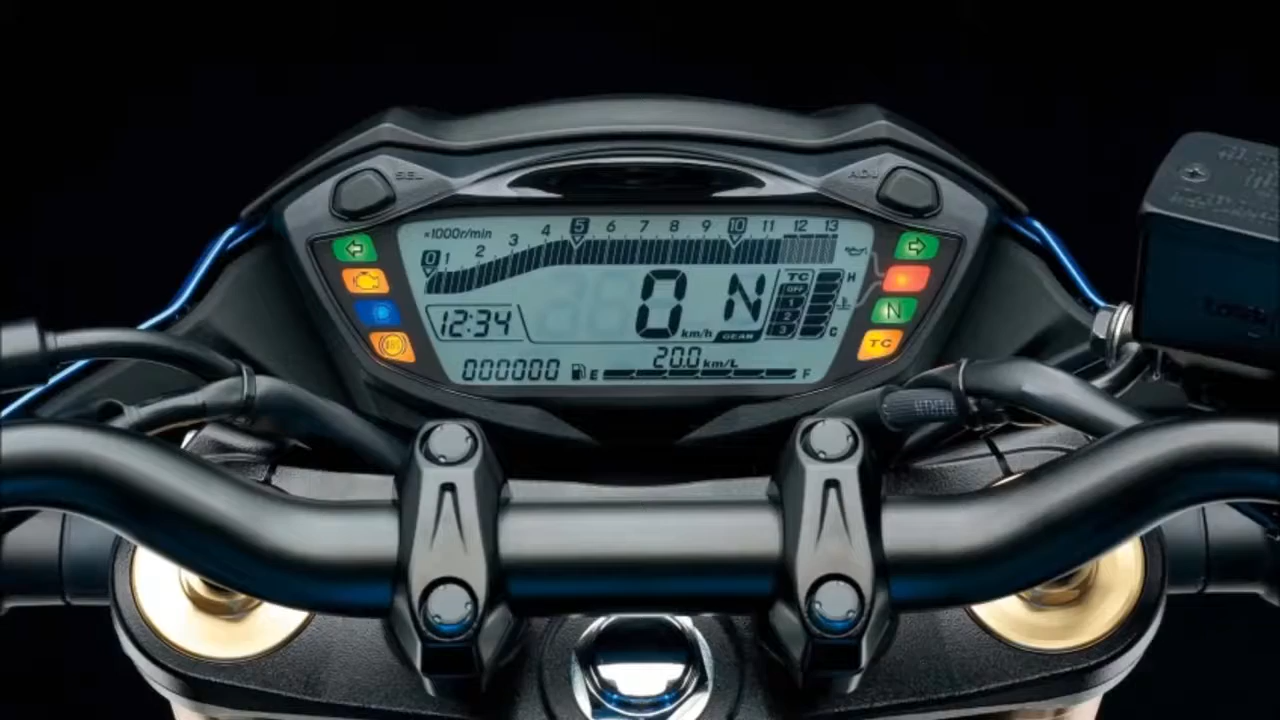 SEL
ADJ
×1000r/min
0 1 2 3 4 5 6 7 8 9 10 11 12 13
TC
H
OFF
1
2
3
C
12:34
0 km/h
N
GEAR
N
ABS
TC
20.0 km/L
000000
E
F